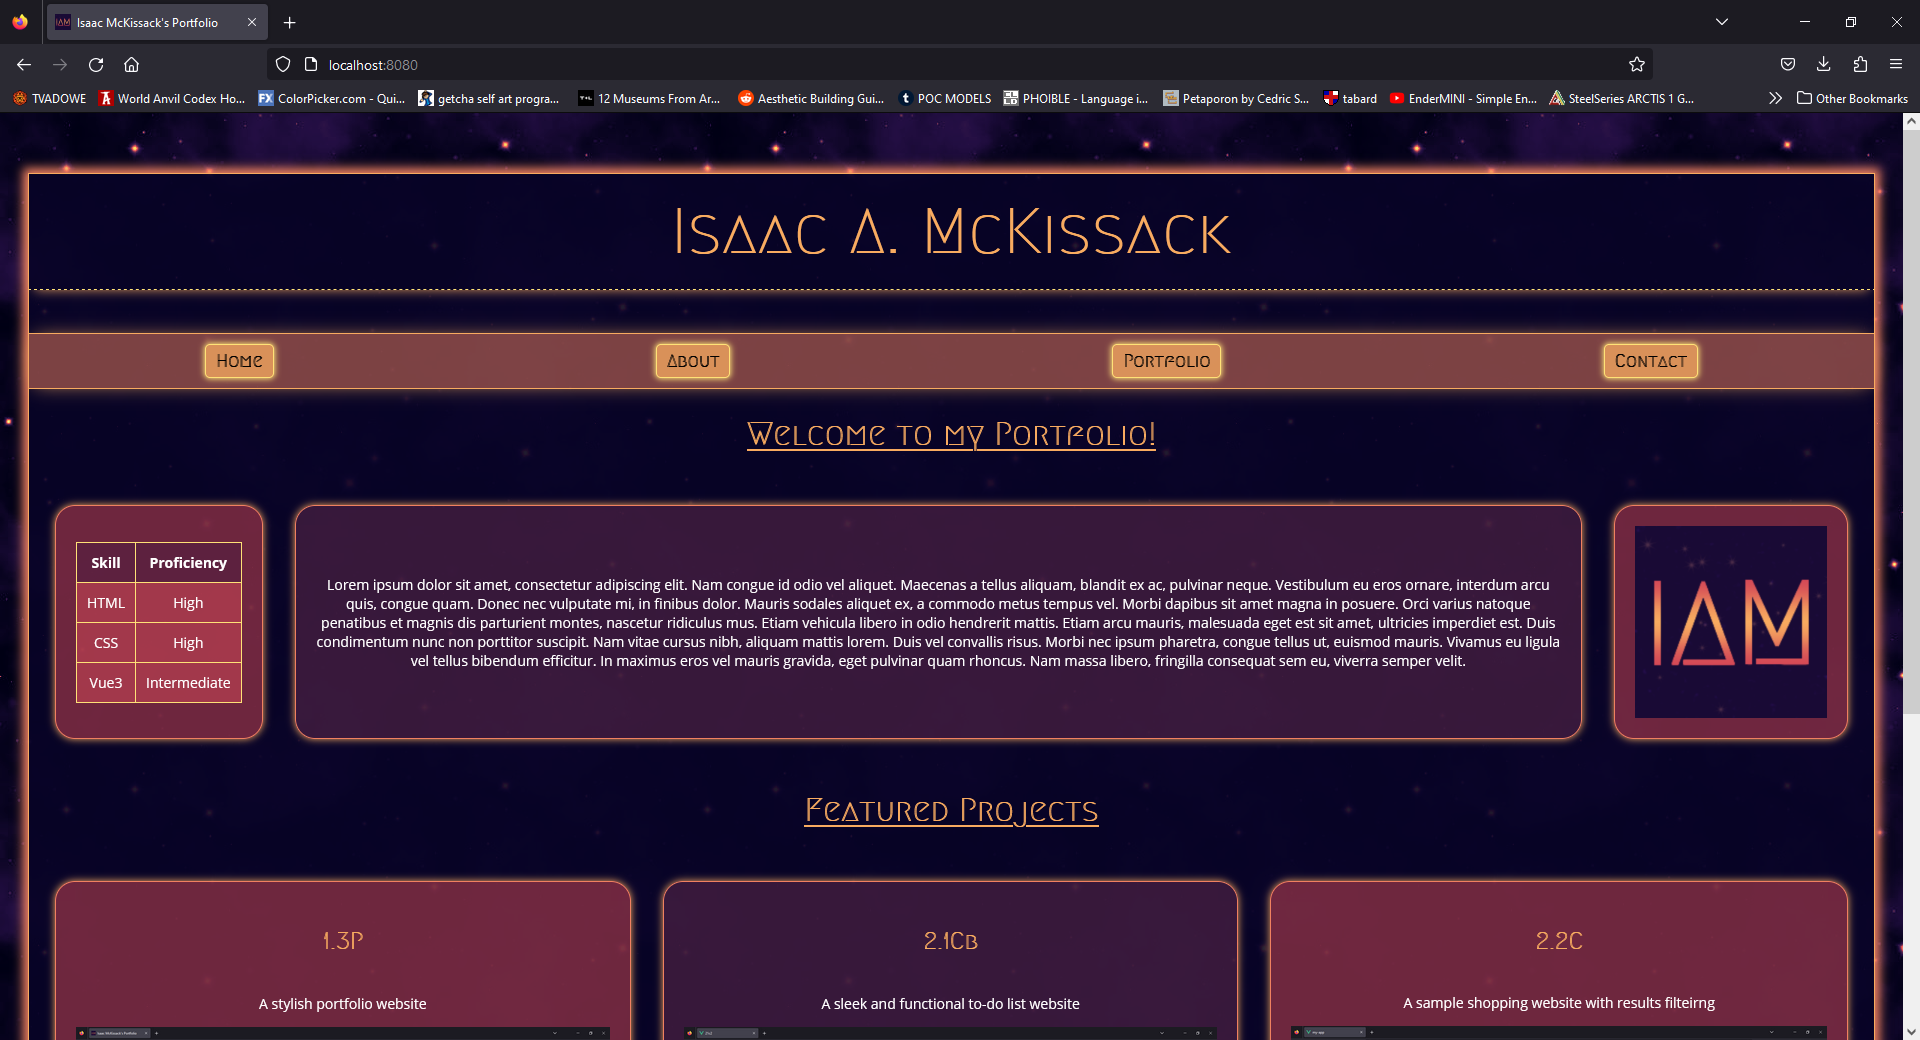 Isaac McKissack's Portfolio
localhost:8080
TVADOWE World Anvil Codex Ho... ColorPicker.com - Qui... getcha self art progra... 12 Museums From Ar... Aesthetic Building Gui... POC MODELS PHOIBLE - Language i... Petaporon by Cedric S... tabard EnderMINI - Simple En... SteelSeries ARCTIS 1 G... Other Bookmarks
Isaac A. McKissack
Home About Portfolio Contact
Welcome to my Portfolio!
Skill Proficiency
HTML High
CSS High
Vue3 Intermediate
Lorem ipsum dolor sit amet, consectetur adipiscing elit. Nam congue id odio vel aliquet. Maecenas a tellus aliquam, blandit ex ac, pulvinar neque. Vestibulum eu eros ornare, interdum arcu
quis, congue quam. Donec nec vulputate mi, in finibus dolor. Mauris sodales aliquet ex, a commodo metus tempus vel. Morbi dapibus sit amet magna in posuere. Orci varius natoque
penatibus et magnis dis parturient montes, nascetur ridiculus mus. Etiam vehicula libero in odio hendrerit mattis. Etiam arcu mauris, malesuada eget est sit amet, ultricies imperdiet est. Duis
condimentum nunc non porttitor suscipit. Nam vitae cursus nibh, aliquam mattis lorem. Duis vel convallis risus. Morbi nec ipsum pharetra, congue tellus ut, euismod mauris. Vivamus eu ligula
vel tellus bibendum efficitur. In maximus eros vel mauris gravida, eget pulvinar quam rhoncus. Nam massa libero, fringilla consequat sem eu, viverra semper velit.
IAM
Featured Projects
1.3P
A stylish portfolio website
2.1Cb
A sleek and functional to-do list website
2.2C
A sample shopping website with results filteirng